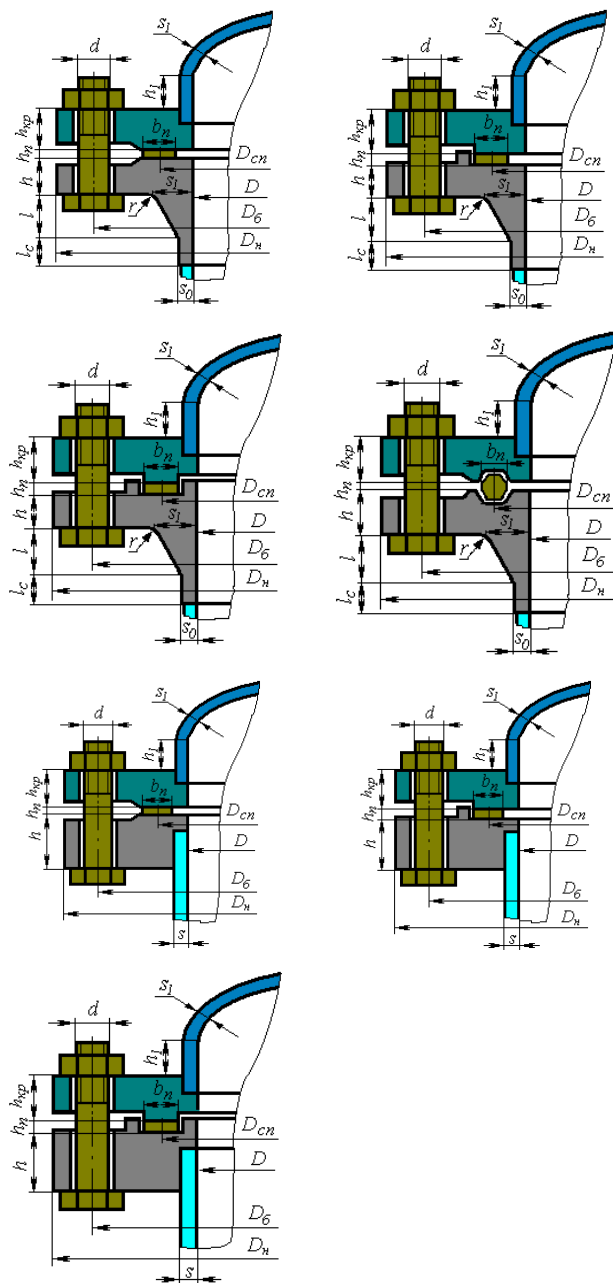 s₁
d
h₁
hкр
bп
hп
Dсп
h
s₁
D
l
r
Dб
Dн
lс
s₀
s₁
d
h₁
hкр
bп
hп
Dсп
h
s₁
D
l
r
Dб
Dн
lс
s₀
s₁
d
h₁
hкр
bп
hп
Dсп
h
s₁
D
l
r
Dб
Dн
lс
s₀
s₁
d
h₁
hкр
bп
hп
Dсп
h
s₁
D
l
r
Dб
Dн
lс
s₀
s₁
d
h₁
hкр
bп
hп
Dсп
h
D
Dб
Dн
s
s₁
d
h₁
hкр
bп
hп
Dсп
h
D
Dб
Dн
s
s₁
d
h₁
hкр
bп
hп
Dсп
h
D
Dб
Dн
s